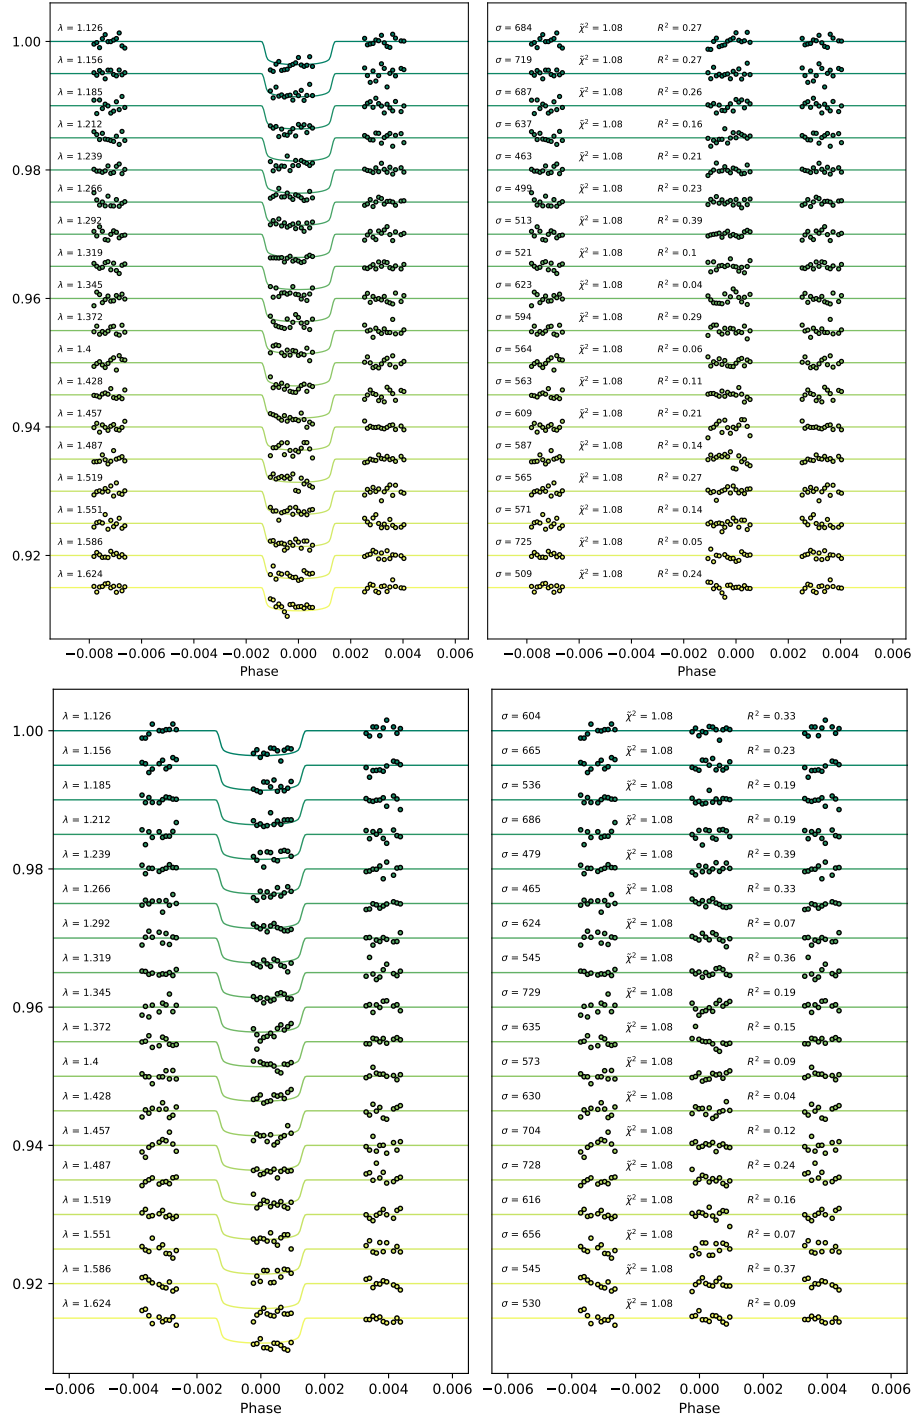 λ = 1.126
σ = 684 χ̃² = 1.08 R² = 0.27
1.00
λ = 1.156
σ = 719 χ̃² = 1.08 R² = 0.27
λ = 1.185
σ = 687 χ̃² = 1.08 R² = 0.26
λ = 1.212
σ = 637 χ̃² = 1.08 R² = 0.16
λ = 1.239
σ = 463 χ̃² = 1.08 R² = 0.21
0.98
λ = 1.266
σ = 499 χ̃² = 1.08 R² = 0.23
λ = 1.292
σ = 513 χ̃² = 1.08 R² = 0.39
λ = 1.319
σ = 521 χ̃² = 1.08 R² = 0.1
λ = 1.345
σ = 623 χ̃² = 1.08 R² = 0.04
0.96
λ = 1.372
σ = 594 χ̃² = 1.08 R² = 0.29
λ = 1.4
σ = 564 χ̃² = 1.08 R² = 0.06
λ = 1.428
σ = 563 χ̃² = 1.08 R² = 0.11
λ = 1.457
σ = 609 χ̃² = 1.08 R² = 0.21
0.94
λ = 1.487
σ = 587 χ̃² = 1.08 R² = 0.14
λ = 1.519
σ = 565 χ̃² = 1.08 R² = 0.27
λ = 1.551
σ = 571 χ̃² = 1.08 R² = 0.14
λ = 1.586
σ = 725 χ̃² = 1.08 R² = 0.05
0.92
λ = 1.624
σ = 509 χ̃² = 1.08 R² = 0.24
−0.008 −0.006 −0.004 −0.002 0.000 0.002 0.004 0.006
−0.008 −0.006 −0.004 −0.002 0.000 0.002 0.004 0.006
Phase
Phase
λ = 1.126
σ = 604 χ̃² = 1.08 R² = 0.33
1.00
λ = 1.156
σ = 665 χ̃² = 1.08 R² = 0.23
λ = 1.185
σ = 536 χ̃² = 1.08 R² = 0.19
λ = 1.212
σ = 686 χ̃² = 1.08 R² = 0.19
λ = 1.239
σ = 479 χ̃² = 1.08 R² = 0.39
0.98
λ = 1.266
σ = 465 χ̃² = 1.08 R² = 0.33
λ = 1.292
σ = 624 χ̃² = 1.08 R² = 0.07
λ = 1.319
σ = 545 χ̃² = 1.08 R² = 0.36
λ = 1.345
σ = 729 χ̃² = 1.08 R² = 0.19
0.96
λ = 1.372
σ = 635 χ̃² = 1.08 R² = 0.15
λ = 1.4
σ = 573 χ̃² = 1.08 R² = 0.09
λ = 1.428
σ = 630 χ̃² = 1.08 R² = 0.04
λ = 1.457
σ = 704 χ̃² = 1.08 R² = 0.12
0.94
λ = 1.487
σ = 728 χ̃² = 1.08 R² = 0.24
λ = 1.519
σ = 616 χ̃² = 1.08 R² = 0.16
λ = 1.551
σ = 656 χ̃² = 1.08 R² = 0.07
λ = 1.586
σ = 545 χ̃² = 1.08 R² = 0.37
0.92
λ = 1.624
σ = 530 χ̃² = 1.08 R² = 0.09
−0.006 −0.004 −0.002 0.000 0.002 0.004 0.006
−0.006 −0.004 −0.002 0.000 0.002 0.004 0.006
Phase
Phase